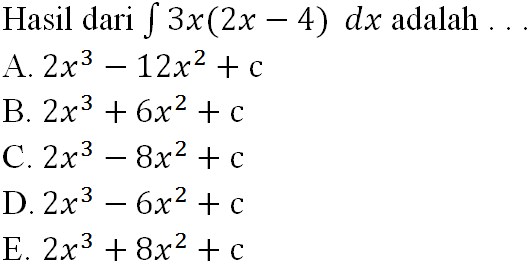 Hasil dari ∫ 3x(2x − 4) dx adalah . . .
A. 2x³ − 12x² + c
B. 2x³ + 6x² + c
C. 2x³ − 8x² + c
D. 2x³ − 6x² + c
E. 2x³ + 8x² + c